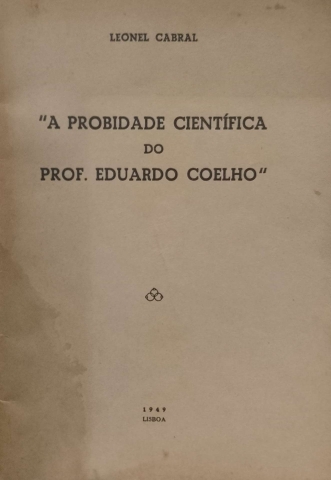 LEONEL CABRAL
"A PROBIDADE CIENTÍFICA
DO
PROF. EDUARDO COELHO"
1949
LISBOA